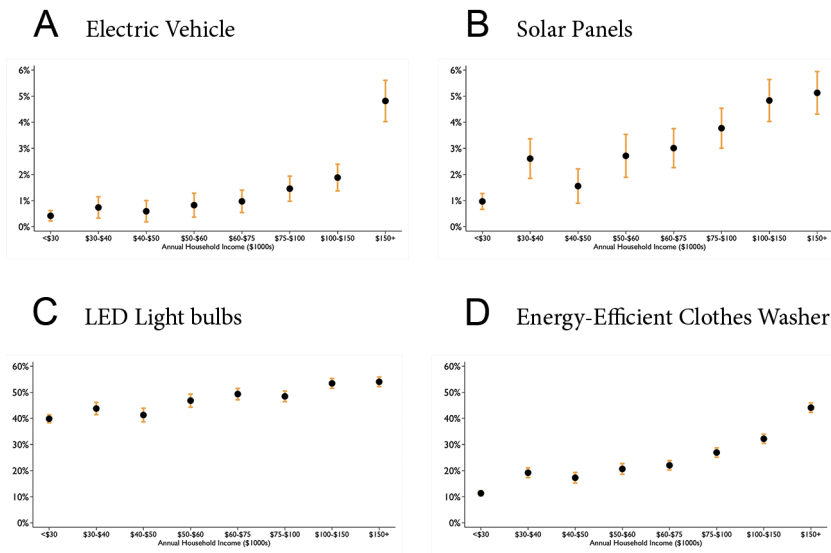 A Electric Vehicle
6%
5%
4%
3%
2%
1%
0%
<$30 $30-$40 $40-$50 $50-$60 $60-$75 $75-$100 $100-$150 $150+
Annual Household Income ($1000s)
B Solar Panels
6%
5%
4%
3%
2%
1%
0%
<$30 $30-$40 $40-$50 $50-$60 $60-$75 $75-$100 $100-$150 $150+
Annual Household Income ($1000s)
C LED Light bulbs
60%
50%
40%
30%
20%
10%
0%
<$30 $30-$40 $40-$50 $50-$60 $60-$75 $75-$100 $100-$150 $150+
Annual Household Income ($1000s)
D Energy-Efficient Clothes Washer
60%
50%
40%
30%
20%
10%
0%
<$30 $30-$40 $40-$50 $50-$60 $60-$75 $75-$100 $100-$150 $150+
Annual Household Income ($1000s)